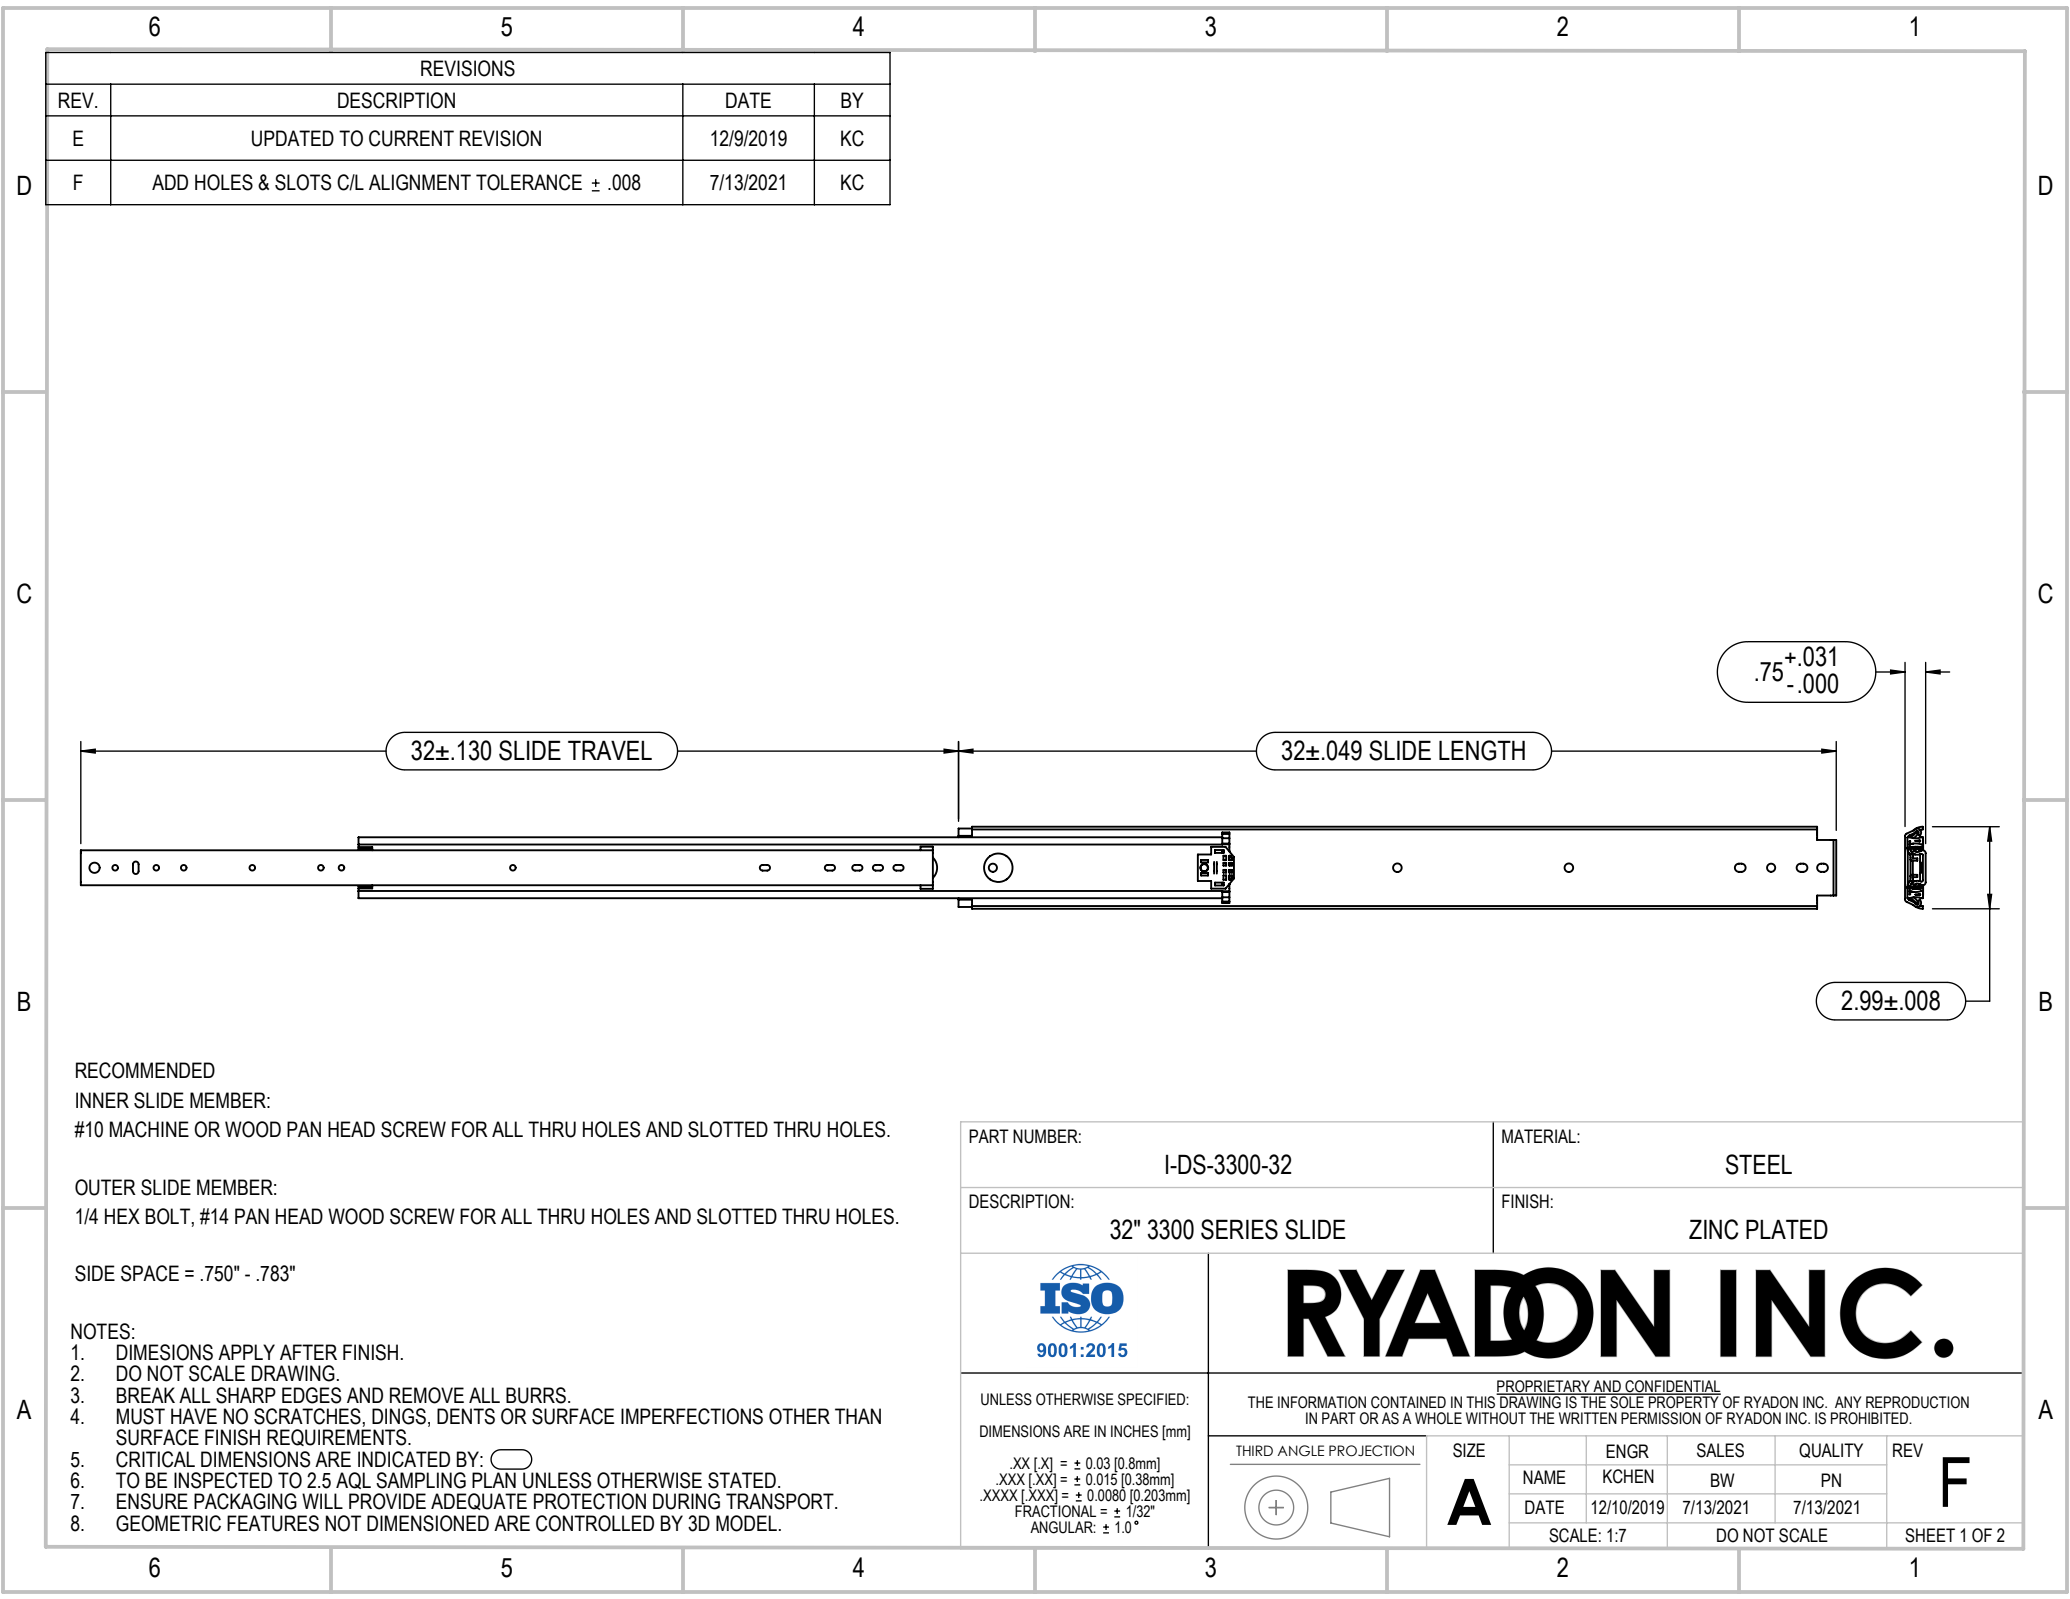 6 5 4 3 2 1
REVISIONS
REV. DESCRIPTION DATE BY
E UPDATED TO CURRENT REVISION 12/9/2019 KC
F ADD HOLES & SLOTS C/L ALIGNMENT TOLERANCE ± .008 7/13/2021 KC
D D
C C
.75 +.031 -.000
32±.130 SLIDE TRAVEL 32±.049 SLIDE LENGTH
2.99±.008
B B
RECOMMENDED
INNER SLIDE MEMBER:
#10 MACHINE OR WOOD PAN HEAD SCREW FOR ALL THRU HOLES AND SLOTTED THRU HOLES.
OUTER SLIDE MEMBER:
1/4 HEX BOLT, #14 PAN HEAD WOOD SCREW FOR ALL THRU HOLES AND SLOTTED THRU HOLES.
SIDE SPACE = .750" - .783"
NOTES:
1. DIMESIONS APPLY AFTER FINISH.
2. DO NOT SCALE DRAWING.
3. BREAK ALL SHARP EDGES AND REMOVE ALL BURRS.
4. MUST HAVE NO SCRATCHES, DINGS, DENTS OR SURFACE IMPERFECTIONS OTHER THAN
SURFACE FINISH REQUIREMENTS.
5. CRITICAL DIMENSIONS ARE INDICATED BY:
6. TO BE INSPECTED TO 2.5 AQL SAMPLING PLAN UNLESS OTHERWISE STATED.
7. ENSURE PACKAGING WILL PROVIDE ADEQUATE PROTECTION DURING TRANSPORT.
8. GEOMETRIC FEATURES NOT DIMENSIONED ARE CONTROLLED BY 3D MODEL.
PART NUMBER:
I-DS-3300-32
MATERIAL:
STEEL
DESCRIPTION:
32" 3300 SERIES SLIDE
FINISH:
ZINC PLATED
ISO
9001:2015
RYADON INC.
UNLESS OTHERWISE SPECIFIED:
DIMENSIONS ARE IN INCHES [mm]
.XX [.X] = ± 0.03 [0.8mm]
.XXX [.XX] = ± 0.015 [0.38mm]
.XXXX [.XXX] = ± 0.0080 [0.203mm]
FRACTIONAL = ± 1/32"
ANGULAR: ± 1.0°
PROPRIETARY AND CONFIDENTIAL
THE INFORMATION CONTAINED IN THIS DRAWING IS THE SOLE PROPERTY OF RYADON INC. ANY REPRODUCTION
IN PART OR AS A WHOLE WITHOUT THE WRITTEN PERMISSION OF RYADON INC. IS PROHIBITED.
THIRD ANGLE PROJECTION
SIZE
A
ENGR SALES QUALITY
NAME KCHEN BW PN
DATE 12/10/2019 7/13/2021 7/13/2021
REV
F
SCALE: 1:7 DO NOT SCALE SHEET 1 OF 2
A A
6 5 4 3 2 1